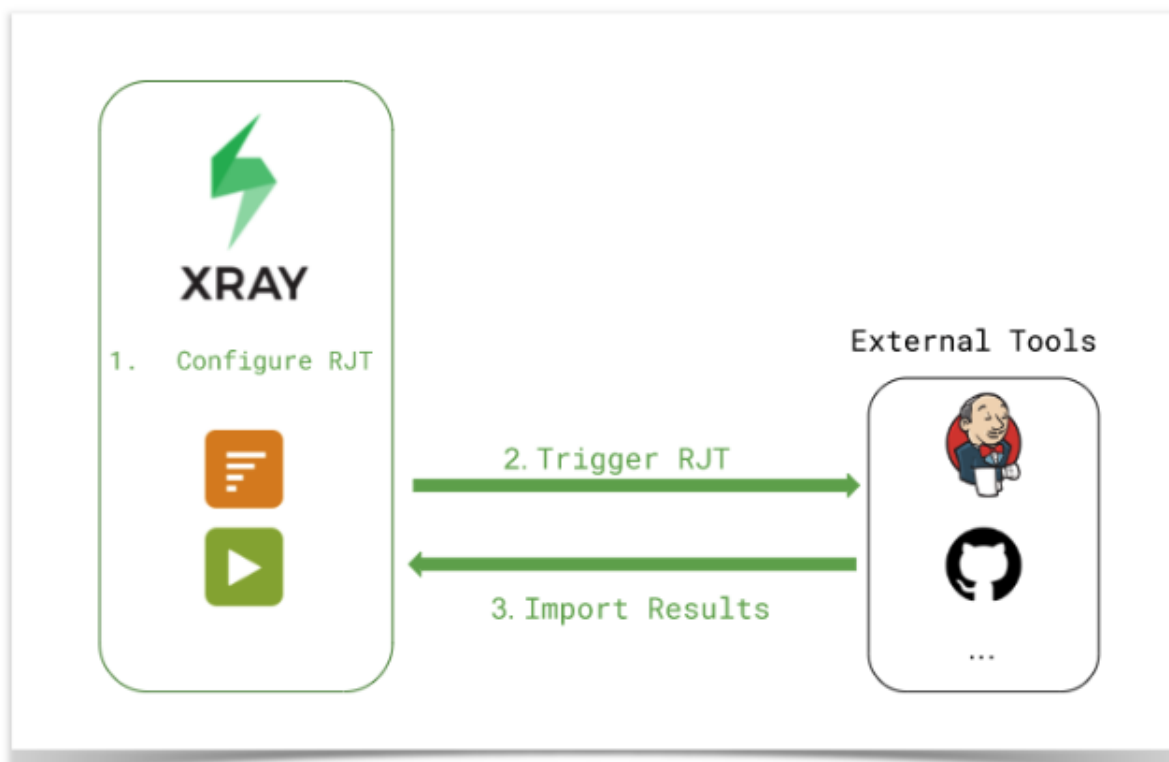 XRAY
1. Configure RJT
External Tools
2. Trigger RJT
3. Import Results
...